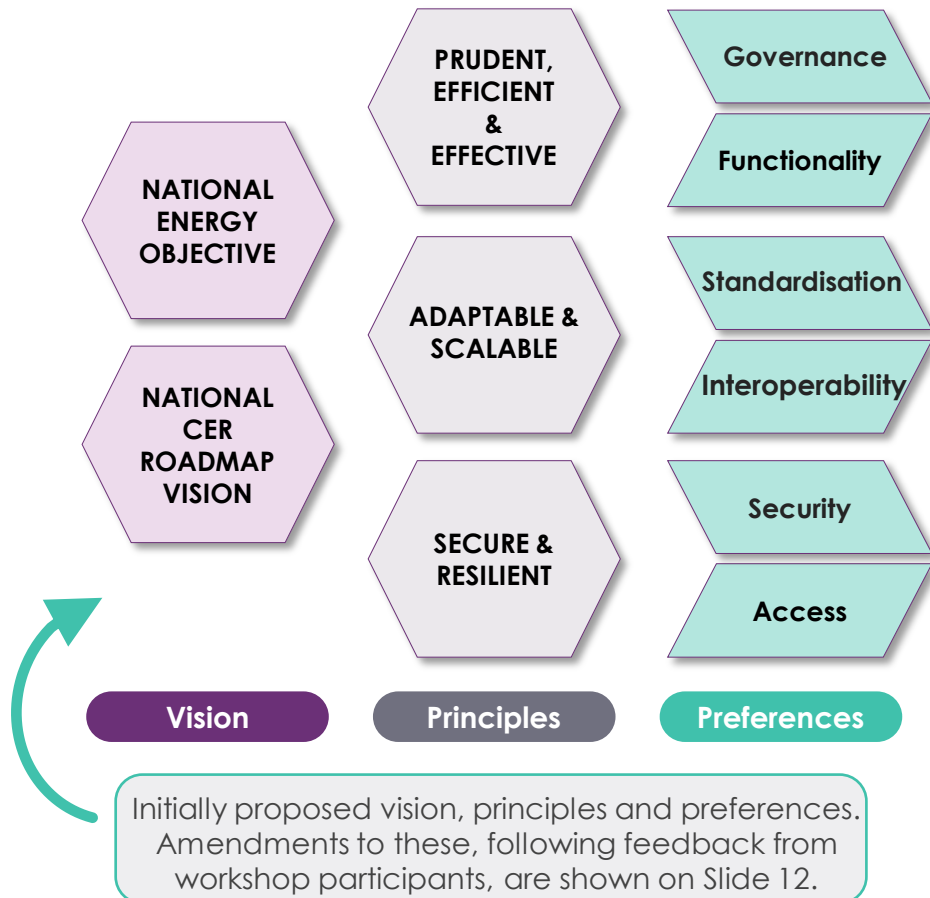 PRUDENT,
EFFICIENT
&
EFFECTIVE
Governance
Functionality
NATIONAL
ENERGY
OBJECTIVE
ADAPTABLE &
SCALABLE
Standardisation
Interoperability
NATIONAL
CER
ROADMAP
VISION
SECURE &
RESILIENT
Security
Access
Vision
Principles
Preferences
Initially proposed vision, principles and preferences.
Amendments to these, following feedback from
workshop participants, are shown on Slide 12.